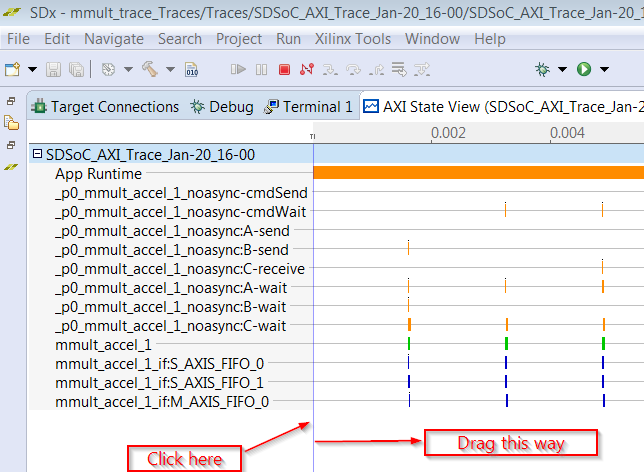 SDx - mmult_trace_Traces/Traces/SDSoC_AXI_Trace_Jan-20_16-00/SDSoC_AXI_Trace_Jan-20_
File Edit Navigate Search Project Run Xilinx Tools Window Help
010
Target Connections Debug Terminal 1 AXI State View (SDSoC_AXI_Trace_Jan-2
0.002 0.004
SDSoC_AXI_Trace_Jan-20_16-00
App Runtime
_p0_mmult_accel_1_noasync-cmdSend
_p0_mmult_accel_1_noasync-cmdWait
_p0_mmult_accel_1_noasync:A-send
_p0_mmult_accel_1_noasync:B-send
_p0_mmult_accel_1_noasync:C-receive
_p0_mmult_accel_1_noasync:A-wait
_p0_mmult_accel_1_noasync:B-wait
_p0_mmult_accel_1_noasync:C-wait
mmult_accel_1
mmult_accel_1_if:S_AXIS_FIFO_0
mmult_accel_1_if:S_AXIS_FIFO_1
mmult_accel_1_if:M_AXIS_FIFO_0
Click here
Drag this way